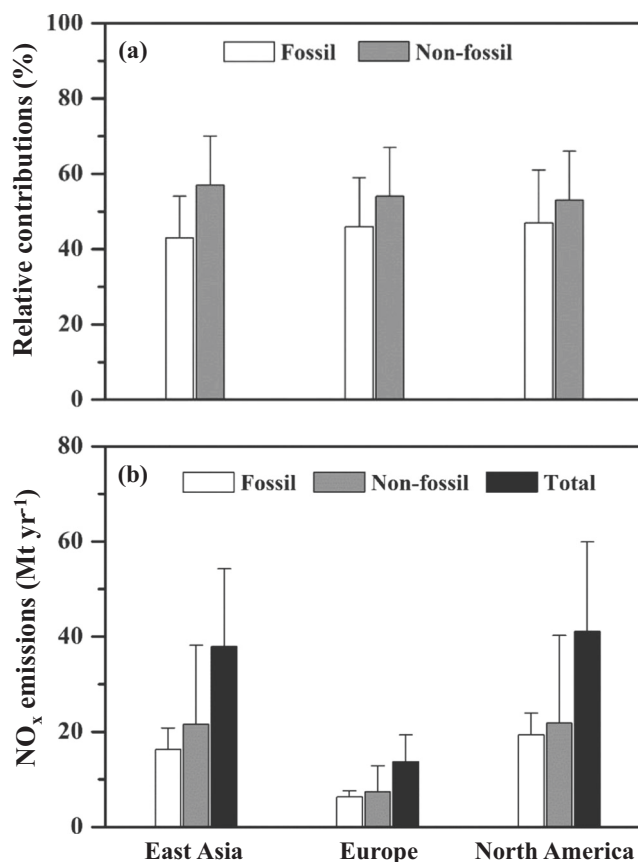 100
(a)
Fossil
Non-fossil
80
60
40
20
0
Relative contributions (%)
80
(b)
Fossil
Non-fossil
Total
60
40
20
0
NOx emissions (Mt yr-1)
East Asia
Europe
North America